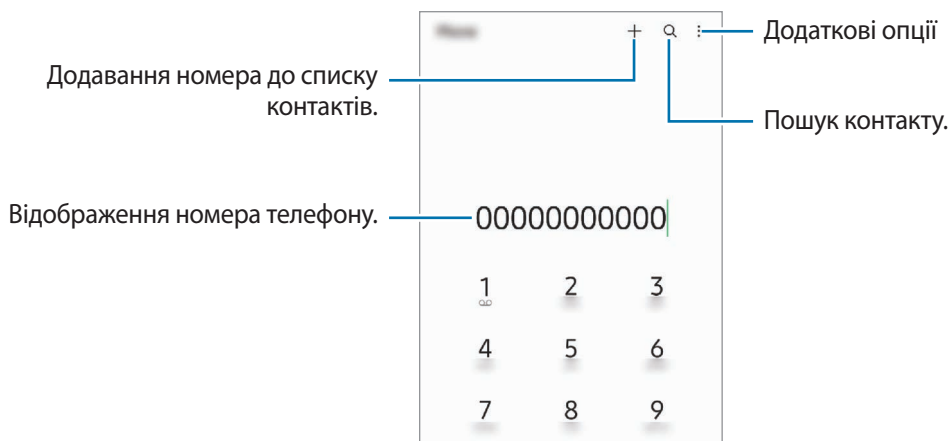 Додаткові опції
Додавання номера до списку
контактів.
Пошук контакту.
Відображення номера телефону.
00000000000
1 2 3
4 5 6
7 8 9